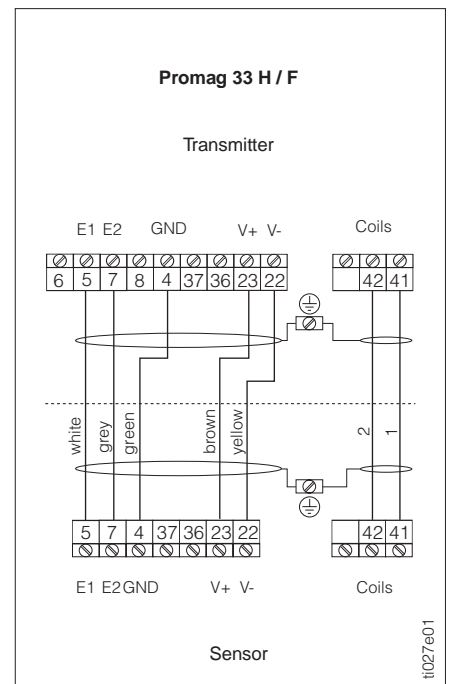 Promag 33 H / F
Transmitter
E1 E2 GND V+ V- Coils
6 5 7 8 4 37 36 23 22 42 41
white
grey
green
brown
yellow
2
1
5 7 4 37 36 23 22 42 41
E1 E2 GND V+ V- Coils
Sensor
ti027e01